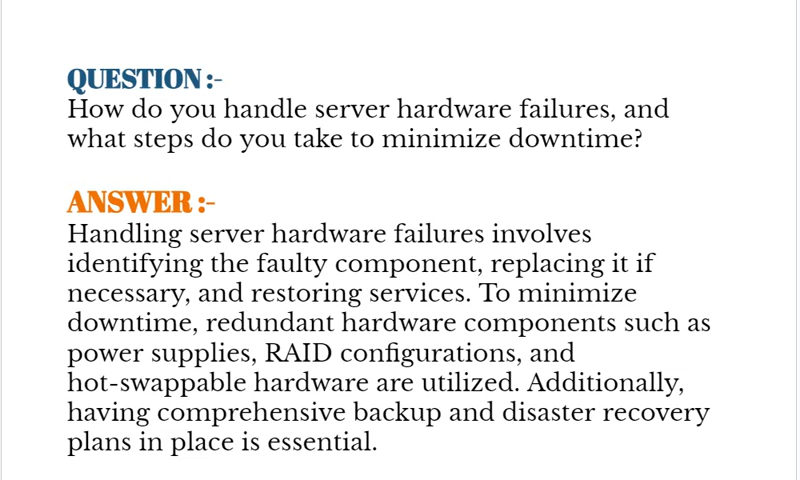 QUESTION :-
How do you handle server hardware failures, and
what steps do you take to minimize downtime?
ANSWER :-
Handling server hardware failures involves
identifying the faulty component, replacing it if
necessary, and restoring services. To minimize
downtime, redundant hardware components such as
power supplies, RAID configurations, and
hot-swappable hardware are utilized. Additionally,
having comprehensive backup and disaster recovery
plans in place is essential.